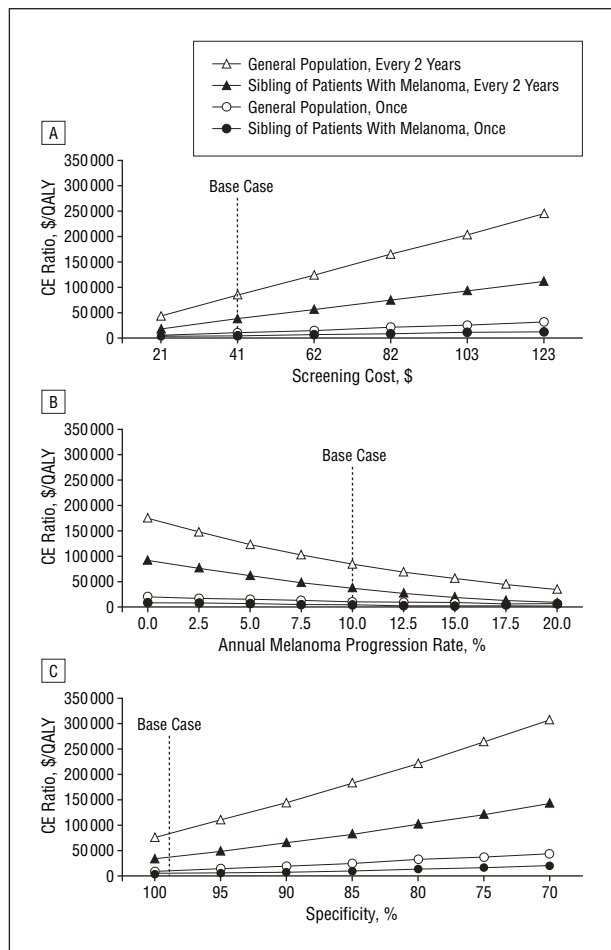 General Population, Every 2 Years
Sibling of Patients With Melanoma, Every 2 Years
General Population, Once
Sibling of Patients With Melanoma, Once
A
350 000
300 000
250 000
200 000
150 000
100 000
50 000
0
CE Ratio, $/QALY
Base Case
21 41 62 82 103 123
Screening Cost, $
B
350 000
300 000
250 000
200 000
150 000
100 000
50 000
0
CE Ratio, $/QALY
Base Case
0.0 2.5 5.0 7.5 10.0 12.5 15.0 17.5 20.0
Annual Melanoma Progression Rate, %
C
350 000
300 000
250 000
200 000
150 000
100 000
50 000
0
CE Ratio, $/QALY
Base Case
100 95 90 85 80 75 70
Specificity, %